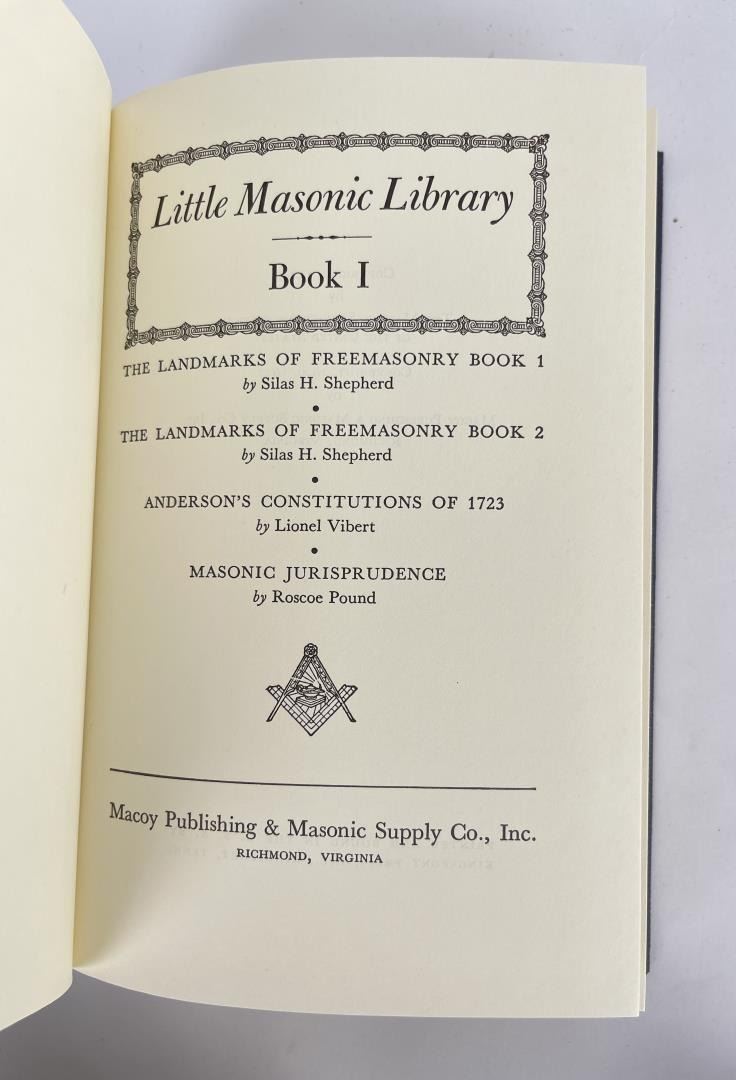 Little Masonic Library
Book I
THE LANDMARKS OF FREEMASONRY BOOK 1
by Silas H. Shepherd
THE LANDMARKS OF FREEMASONRY BOOK 2
by Silas H. Shepherd
ANDERSON'S CONSTITUTIONS OF 1723
by Lionel Vibert
MASONIC JURISPRUDENCE
by Roscoe Pound
Macoy Publishing & Masonic Supply Co., Inc.
RICHMOND, VIRGINIA